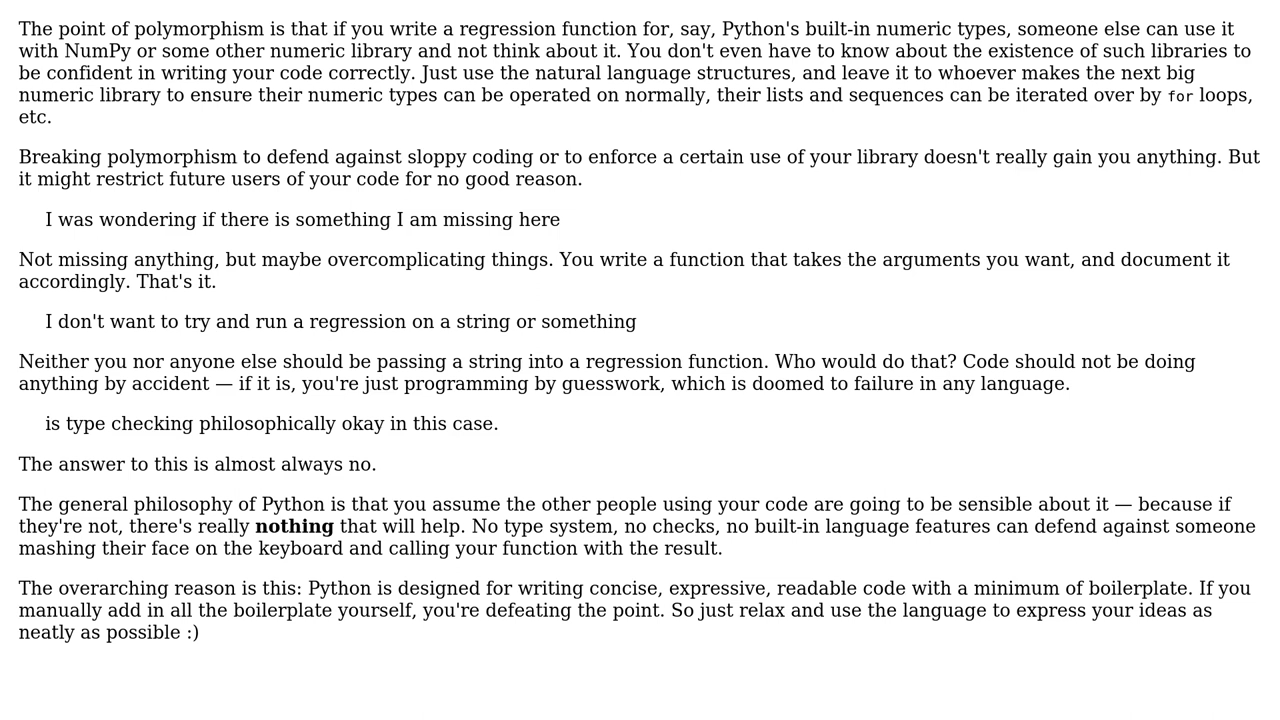 The point of polymorphism is that if you write a regression function for, say, Python's built-in numeric types, someone else can use it
with NumPy or some other numeric library and not think about it. You don't even have to know about the existence of such libraries to
be confident in writing your code correctly. Just use the natural language structures, and leave it to whoever makes the next big
numeric library to ensure their numeric types can be operated on normally, their lists and sequences can be iterated over by for loops,
etc.
Breaking polymorphism to defend against sloppy coding or to enforce a certain use of your library doesn't really gain you anything. But
it might restrict future users of your code for no good reason.
I was wondering if there is something I am missing here
Not missing anything, but maybe overcomplicating things. You write a function that takes the arguments you want, and document it
accordingly. That's it.
I don't want to try and run a regression on a string or something
Neither you nor anyone else should be passing a string into a regression function. Who would do that? Code should not be doing
anything by accident — if it is, you're just programming by guesswork, which is doomed to failure in any language.
is type checking philosophically okay in this case.
The answer to this is almost always no.
The general philosophy of Python is that you assume the other people using your code are going to be sensible about it — because if
they're not, there's really nothing that will help. No type system, no checks, no built-in language features can defend against someone
mashing their face on the keyboard and calling your function with the result.
The overarching reason is this: Python is designed for writing concise, expressive, readable code with a minimum of boilerplate. If you
manually add in all the boilerplate yourself, you're defeating the point. So just relax and use the language to express your ideas as
neatly as possible :)